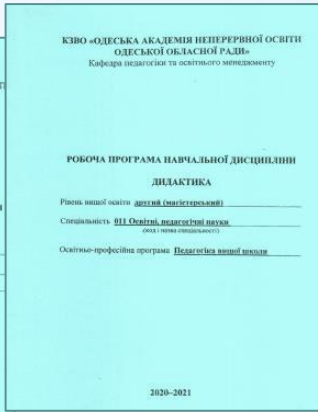 КЗВО «ОДЕСЬКА АКАДЕМІЯ НЕПЕРЕРВНОЇ ОСВІТИ
ОДЕСЬКОЇ ОБЛАСНОЇ РАДИ»
Кафедра педагогіки та освітнього менеджменту
РОБОЧА ПРОГРАМА НАВЧАЛЬНОЇ ДИСЦИПЛІНИ
ДИДАКТИКА
Рівень вищої освіти другий (магістерський)
Спеціальність 011 Освітні, педагогічні науки
(код і назва спеціальності)
Освітньо-професійна програма Педагогіка вищої школи
2020–2021